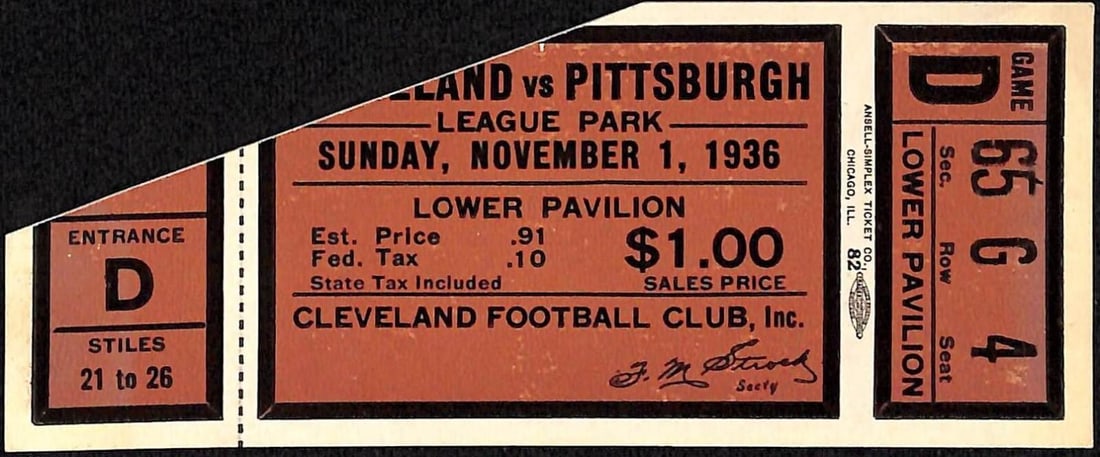 ENTRANCE
D
STILES
21 to 26
LAND vs PITTSBURGH
LEAGUE PARK
SUNDAY, NOVEMBER 1, 1936
LOWER PAVILION
Est. Price .91
Fed. Tax .10
State Tax Included
$1.00
SALES PRICE
CLEVELAND FOOTBALL CLUB, Inc.
F. M. Strock
Secty
ANSELL-SIMPLEX TICKET CO.,
CHICAGO, ILL. 82
GAME
D
65 G 4
Sec. Row Seat
LOWER PAVILION